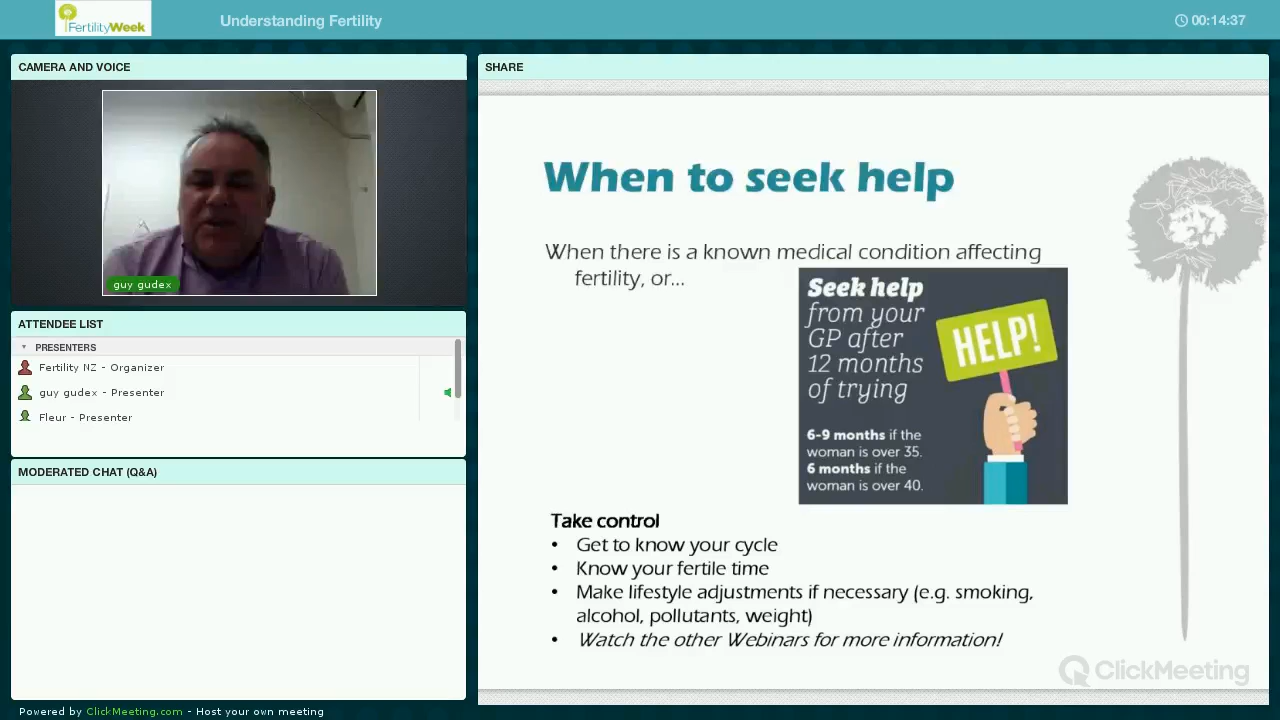 FertilityWeek
Understanding Fertility
00:14:37
CAMERA AND VOICE
guy gudex
ATTENDEE LIST
PRESENTERS
Fertility NZ - Organizer
guy gudex - Presenter
Fleur - Presenter
MODERATED CHAT (Q&A)
Powered by ClickMeeting.com - Host your own meeting
SHARE
When to seek help
When there is a known medical condition affecting
fertility, or...
Seek help
from your
GP after
12 months
of trying
HELP!
6-9 months if the
woman is over 35.
6 months if the
woman is over 40.
Take control
• Get to know your cycle
• Know your fertile time
• Make lifestyle adjustments if necessary (e.g. smoking,
alcohol, pollutants, weight)
• Watch the other Webinars for more information!
ClickMeeting